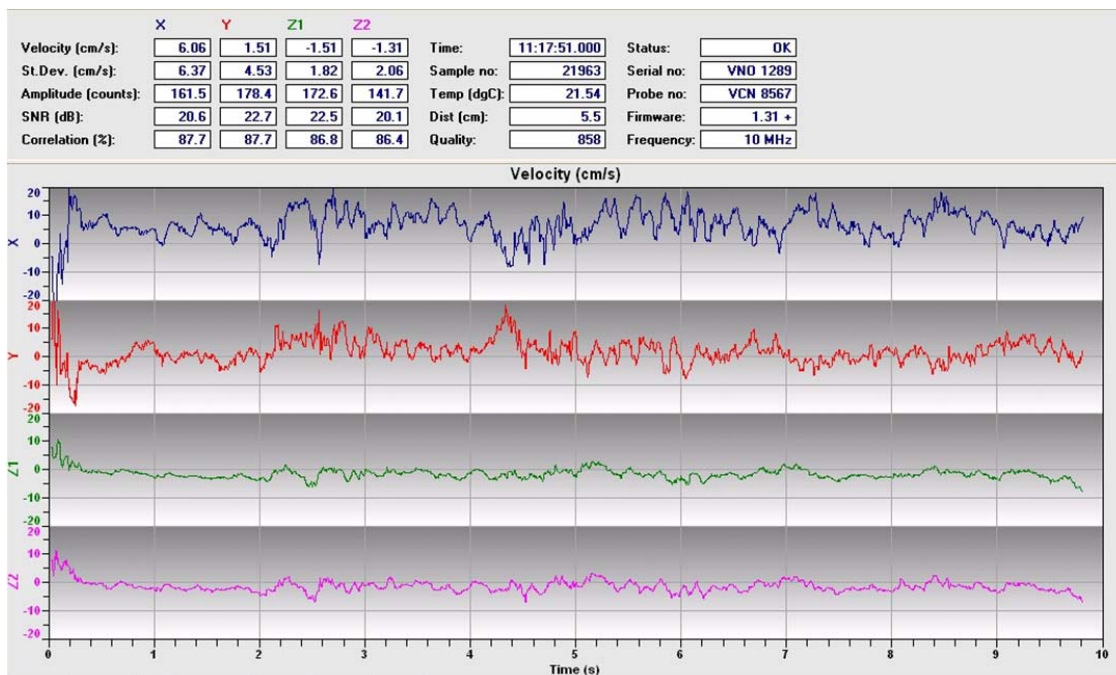 X Y Z1 Z2
Velocity (cm/s): 6.06 1.51 -1.51 -1.31 Time: 11:17:51.000 Status: OK
St.Dev. (cm/s): 6.37 4.53 1.82 2.06 Sample no: 21963 Serial no: VNO 1289
Amplitude (counts): 161.5 178.4 172.6 141.7 Temp (dgC): 21.54 Probe no: VCN 8567
SNR (dB): 20.6 22.7 22.5 20.1 Dist (cm): 5.5 Firmware: 1.31 +
Correlation (%): 87.7 87.7 86.8 86.4 Quality: 858 Frequency: 10 MHz
Velocity (cm/s)
20
10
X 0
-10
-20
20
10
Y 0
-10
-20
20
10
Z1 0
-10
-20
20
10
Z2 0
-10
-20
0 1 2 3 4 5 6 7 8 9 10
Time (s)